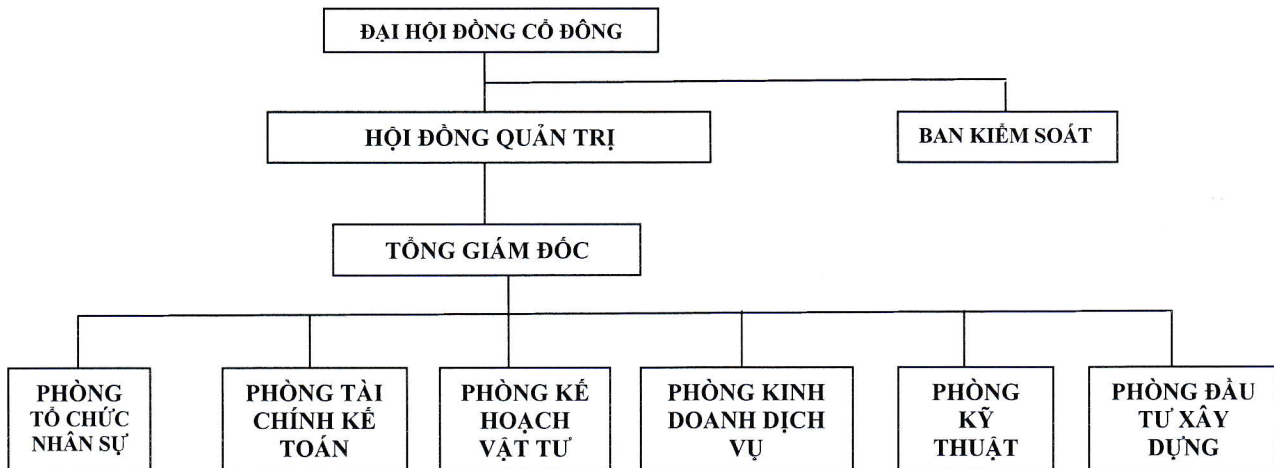 ĐẠI HỘI ĐỒNG CỔ ĐÔNG
HỘI ĐỒNG QUẢN TRỊ
BAN KIỂM SOÁT
TỔNG GIÁM ĐỐC
PHÒNG
TỔ CHỨC
NHÂN SỰ
PHÒNG TÀI
CHÍNH KẾ
TOÁN
PHÒNG KẾ
HOẠCH
VẬT TƯ
PHÒNG KINH
DOANH DỊCH
VỤ
PHÒNG
KỸ
THUẬT
PHÒNG ĐẦU
TƯ XÂY
DỰNG